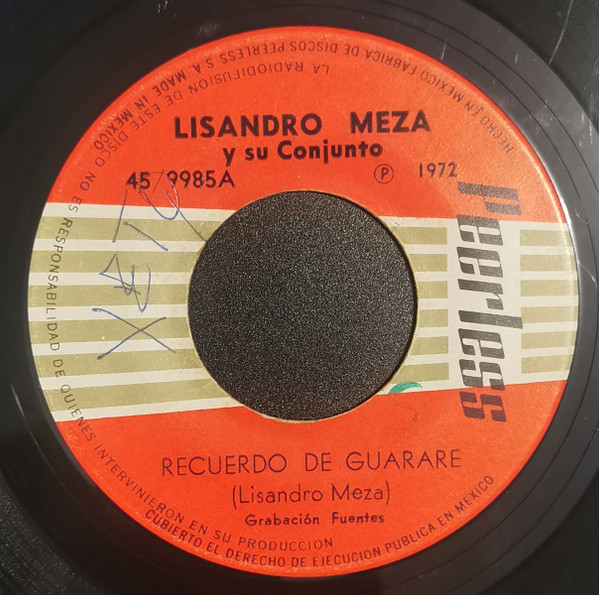 LISANDRO MEZA
y su Conjunto
45/9985A
Ⓟ 1972
Peerless
RECUERDO DE GUARARE
(Lisandro Meza)
Grabación Fuentes
HECHO EN MEXICO FABRICA DE DISCOS PEERLESS S. A. MADE IN MEXICO.
LA RADIODIFUSION DE ESTE DISCO NO ES RESPONSABILIDAD DE QUIENES INTERVINIERON EN SU PRODUCCION
CUBIERTO EL DERECHO DE EJECUCION PUBLICA EN MEXICO